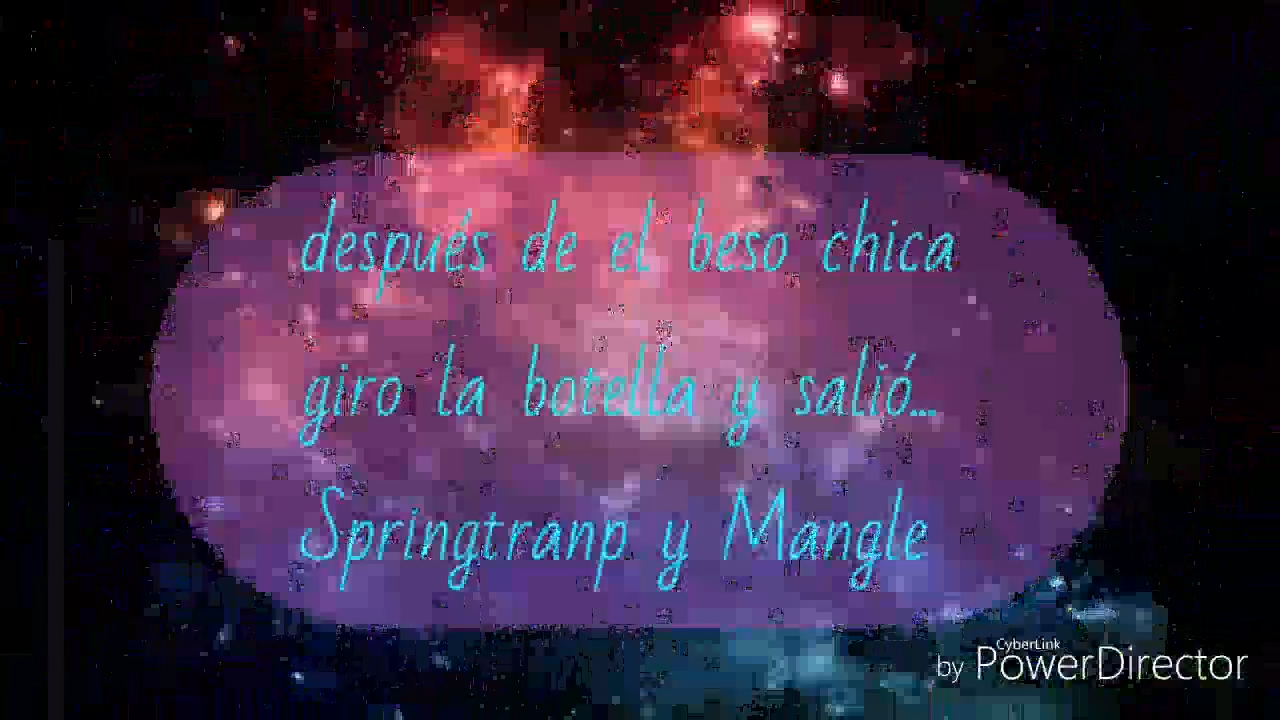 después de el beso chica
giro la botella y salió...
Springtranp y Mangle
CyberLink
by PowerDirector